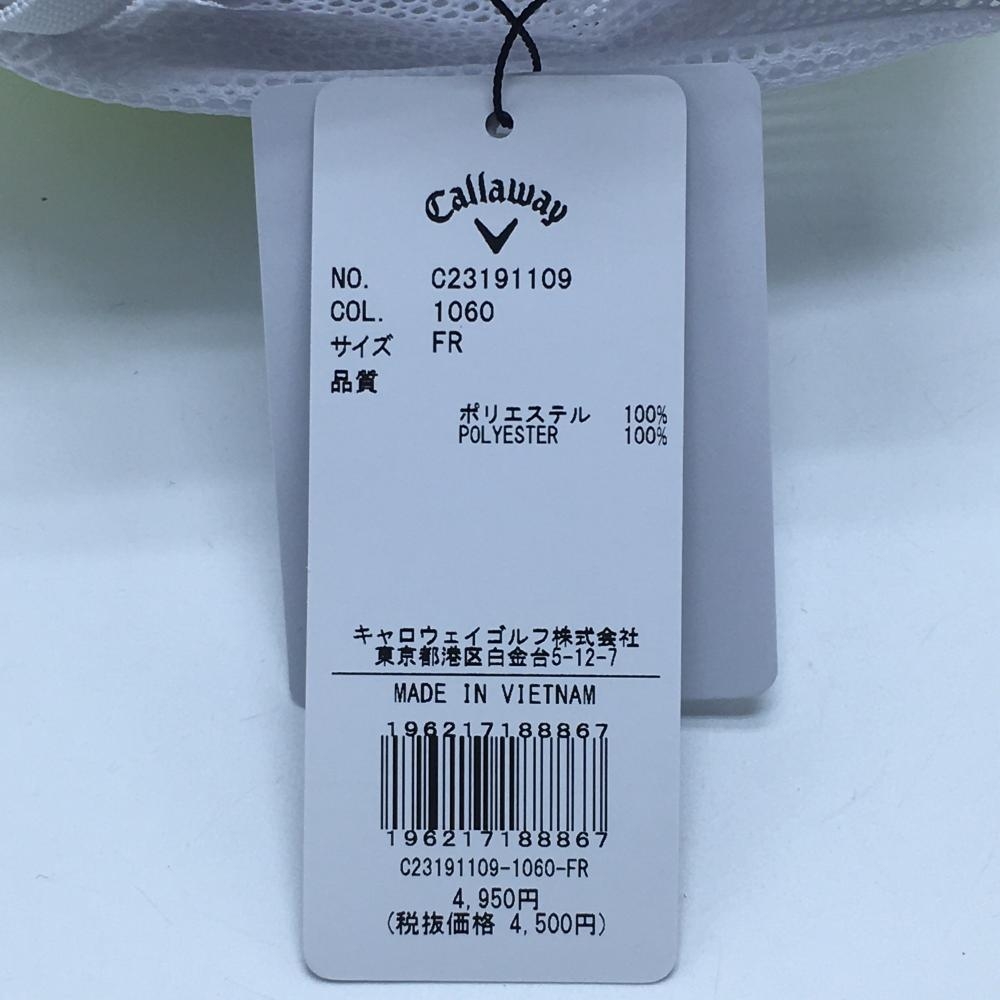 Callaway
NO. C23191109
COL. 1060
サイズ FR
品質
ポリエステル 100%
POLYESTER 100%
キャロウェイゴルフ株式会社
東京都港区白金台5-12-7
MADE IN VIETNAM
196217188867
196217188867
C23191109-1060-FR
4,950円
(税抜価格 4,500円)